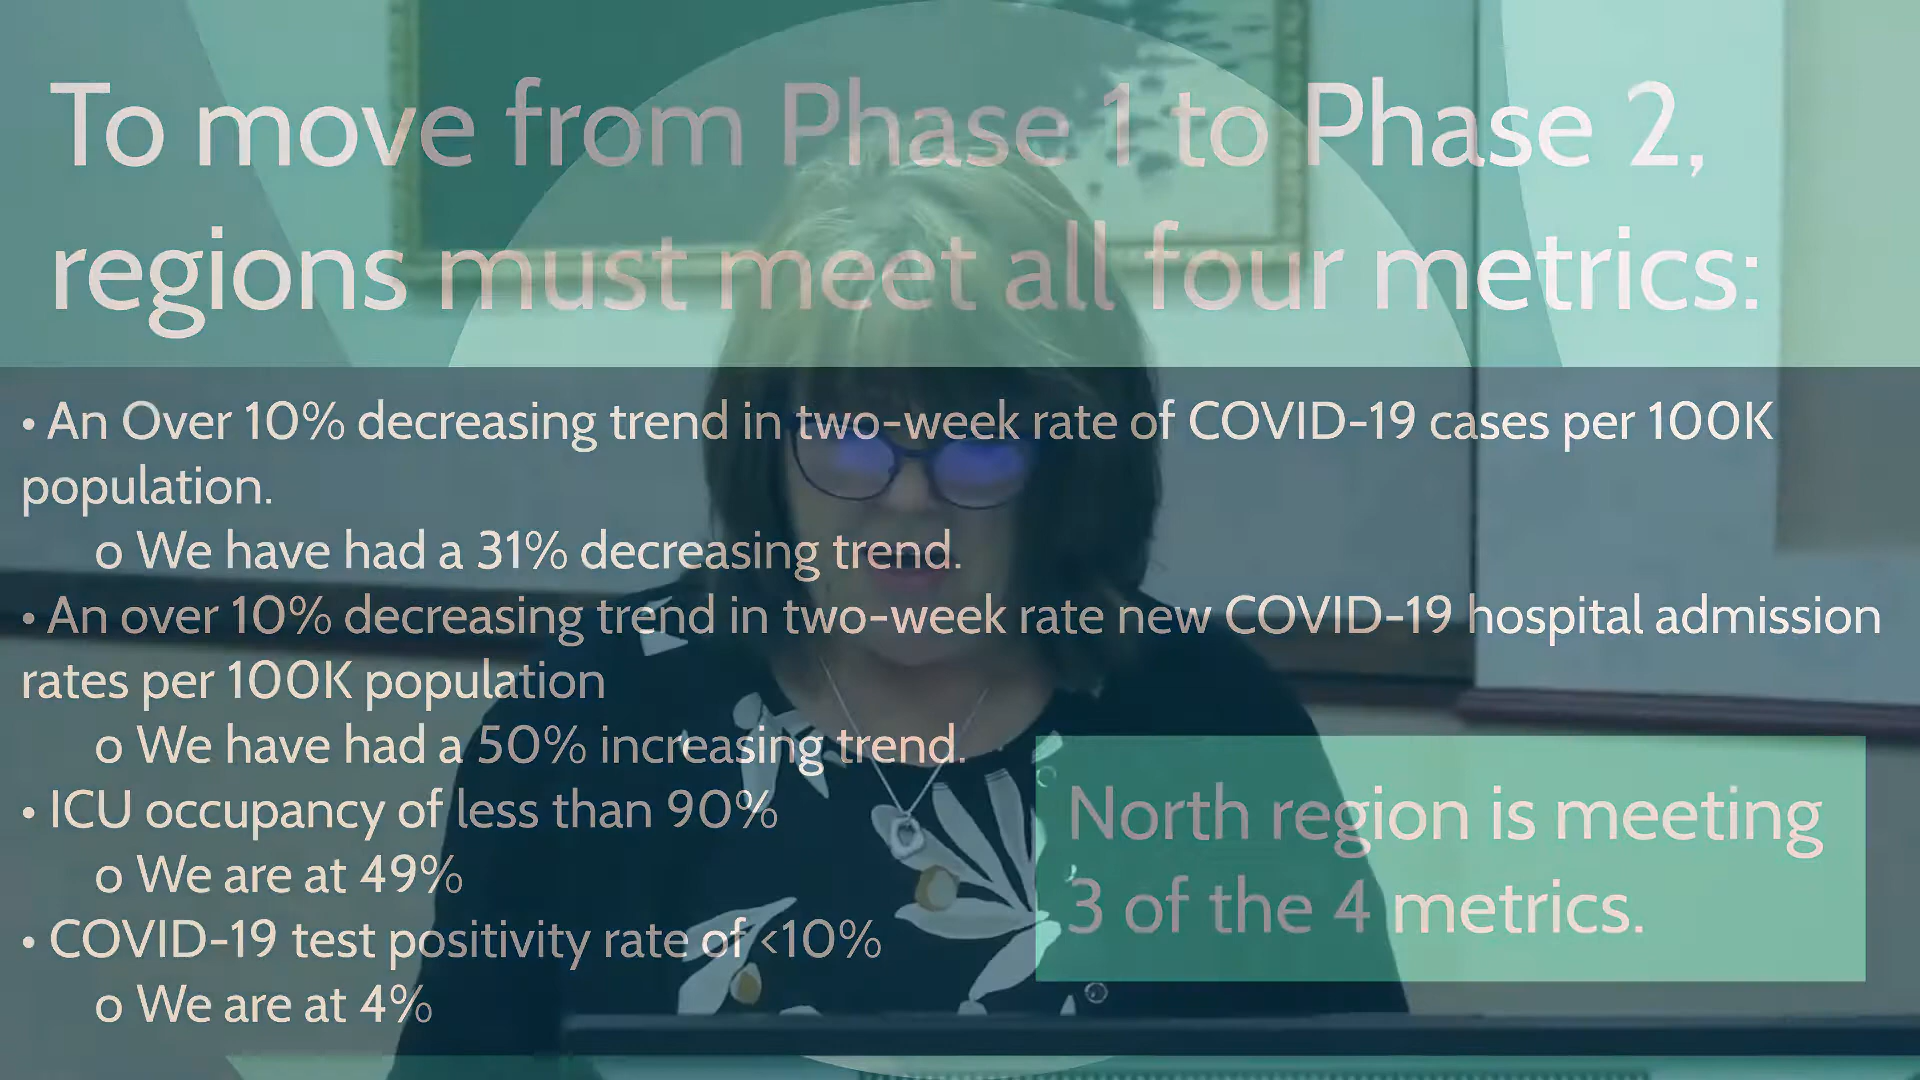 To move from Phase 1 to Phase 2,
regions must meet all four metrics:
• An Over 10% decreasing trend in two-week rate of COVID-19 cases per 100K
population.
o We have had a 31% decreasing trend.
• An over 10% decreasing trend in two-week rate new COVID-19 hospital admission
rates per 100K population
o We have had a 50% increasing trend.
• ICU occupancy of less than 90%
o We are at 49%
• COVID-19 test positivity rate of <10%
o We are at 4%
North region is meeting
3 of the 4 metrics.